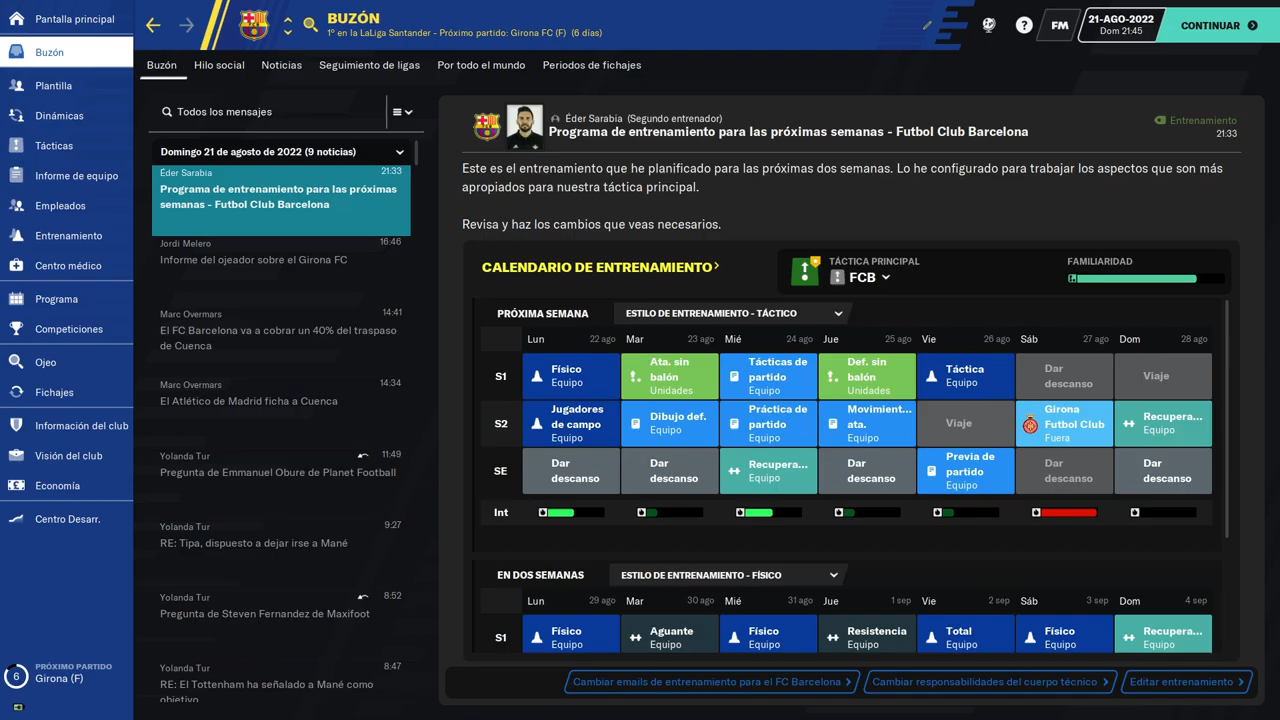 Pantalla principal
Buzón
Plantilla
Dinámicas
Tácticas
Informe de equipo
Empleados
Entrenamiento
Centro médico
Programa
Competiciones
Ojeo
Fichajes
Información del club
Visión del club
Economía
Centro Desarr.
6
PRÓXIMO PARTIDO
Girona (F)
BUZÓN
1º en la LaLiga Santander - Próximo partido: Girona FC (F) (6 días)
?
FM
21-AGO-2022
Dom 21:45
CONTINUAR
Buzón
Hilo social
Noticias
Seguimiento de ligas
Por todo el mundo
Periodos de fichajes
Todos los mensajes
Domingo 21 de agosto de 2022 (9 noticias)
Éder Sarabia 21:33
Programa de entrenamiento para las próximas
semanas - Futbol Club Barcelona
Jordi Melero 16:46
Informe del ojeador sobre el Girona FC
Marc Overmars 14:41
El FC Barcelona va a cobrar un 40% del traspaso
de Cuenca
Marc Overmars 14:34
El Atlético de Madrid ficha a Cuenca
Yolanda Tur 11:49
Pregunta de Emmanuel Obure de Planet Football
Yolanda Tur 9:27
RE: Tipa, dispuesto a dejar irse a Mané
Yolanda Tur 8:52
Pregunta de Steven Fernandez de Maxifoot
Yolanda Tur 8:47
RE: El Tottenham ha señalado a Mané como
objetivo
Éder Sarabia (Segundo entrenador)
Programa de entrenamiento para las próximas semanas - Futbol Club Barcelona
Entrenamiento
21:33
Este es el entrenamiento que he planificado para las próximas dos semanas. Lo he configurado para trabajar los aspectos que son más
apropiados para nuestra táctica principal.
Revisa y haz los cambios que veas necesarios.
CALENDARIO DE ENTRENAMIENTO
TÁCTICA PRINCIPAL
FCB
FAMILIARIDAD
PRÓXIMA SEMANA
ESTILO DE ENTRENAMIENTO - TÁCTICO
Lun 22 ago Mar 23 ago Mié 24 ago Jue 25 ago Vie 26 ago Sáb 27 ago Dom 28 ago
S1
Físico
Equipo
Ata. sin
balón
Unidades
Tácticas de
partido
Equipo
Def. sin
balón
Unidades
Táctica
Equipo
Dar
descanso
Viaje
S2
Jugadores
de campo
Equipo
Dibujo def.
Equipo
Práctica de
partido
Equipo
Movimient...
ata.
Equipo
Viaje
Girona
Futbol Club
Fuera
Recupera...
Equipo
SE
Dar
descanso
Dar
descanso
Recupera...
Equipo
Dar
descanso
Previa de
partido
Equipo
Dar
descanso
Dar
descanso
Int
EN DOS SEMANAS
ESTILO DE ENTRENAMIENTO - FÍSICO
Lun 29 ago Mar 30 ago Mié 31 ago Jue 1 sep Vie 2 sep Sáb 3 sep Dom 4 sep
S1
Físico
Equipo
Aguante
Equipo
Físico
Equipo
Resistencia
Equipo
Total
Equipo
Físico
Equipo
Recupera...
Equipo
Cambiar emails de entrenamiento para el FC Barcelona
Cambiar responsabilidades del cuerpo técnico
Editar entrenamiento